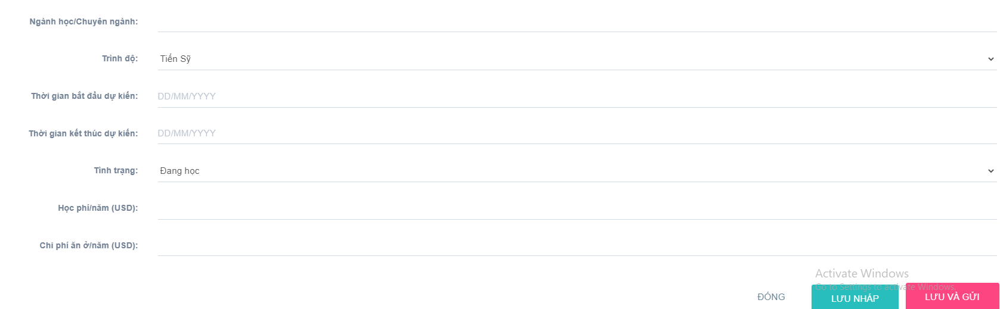 Ngành học/Chuyên ngành:
Trình độ: Tiến Sỹ
Thời gian bắt đầu dự kiến: DD/MM/YYYY
Thời gian kết thúc dự kiến: DD/MM/YYYY
Tình trạng: Đang học
Học phí/năm (USD):
Chi phí ăn ở/năm (USD):
Activate Windows
Go to Settings to activate Windows.
ĐÓNG LƯU NHÁP LƯU VÀ GỬI